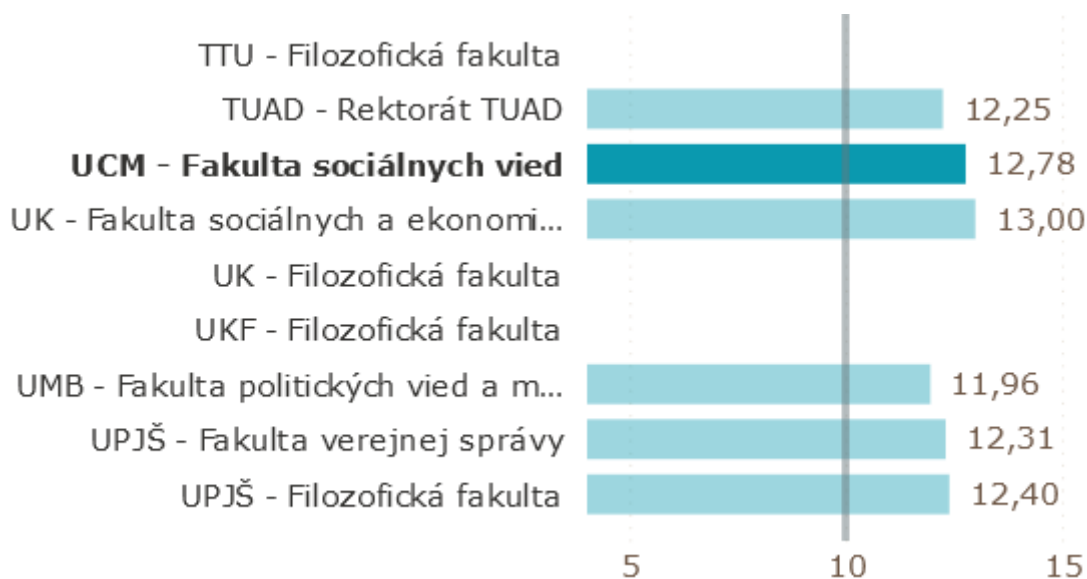 TTU - Filozofická fakulta
TUAD - Rektorát TUAD 12,25
UCM - Fakulta sociálnych vied 12,78
UK - Fakulta sociálnych a ekonomi... 13,00
UK - Filozofická fakulta
UKF - Filozofická fakulta
UMB - Fakulta politických vied a m... 11,96
UPJŠ - Fakulta verejnej správy 12,31
UPJŠ - Filozofická fakulta 12,40
5 10 15